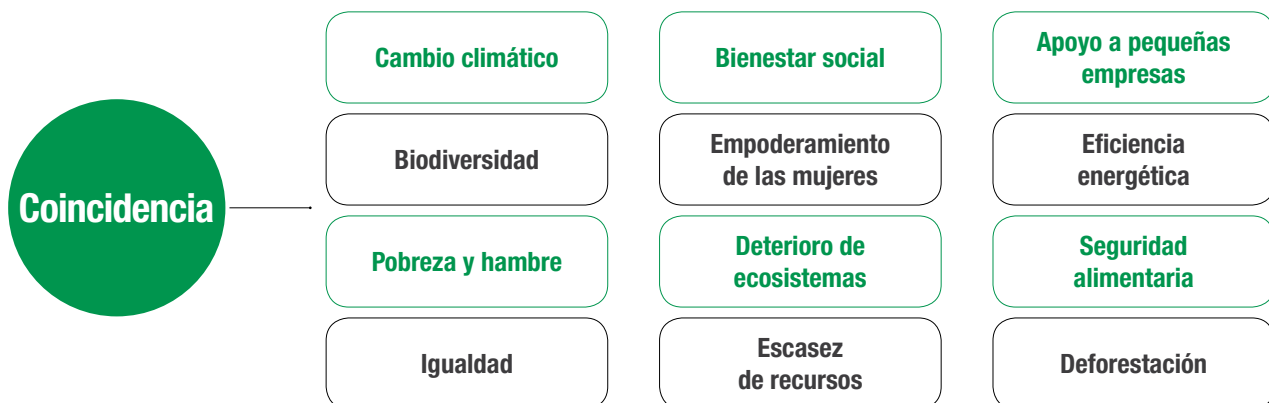 Coincidencia
Cambio climático
Bienestar social
Apoyo a pequeñas
empresas
Biodiversidad
Empoderamiento
de las mujeres
Eficiencia
energética
Pobreza y hambre
Deterioro de
ecosistemas
Seguridad
alimentaria
Igualdad
Escasez
de recursos
Deforestación